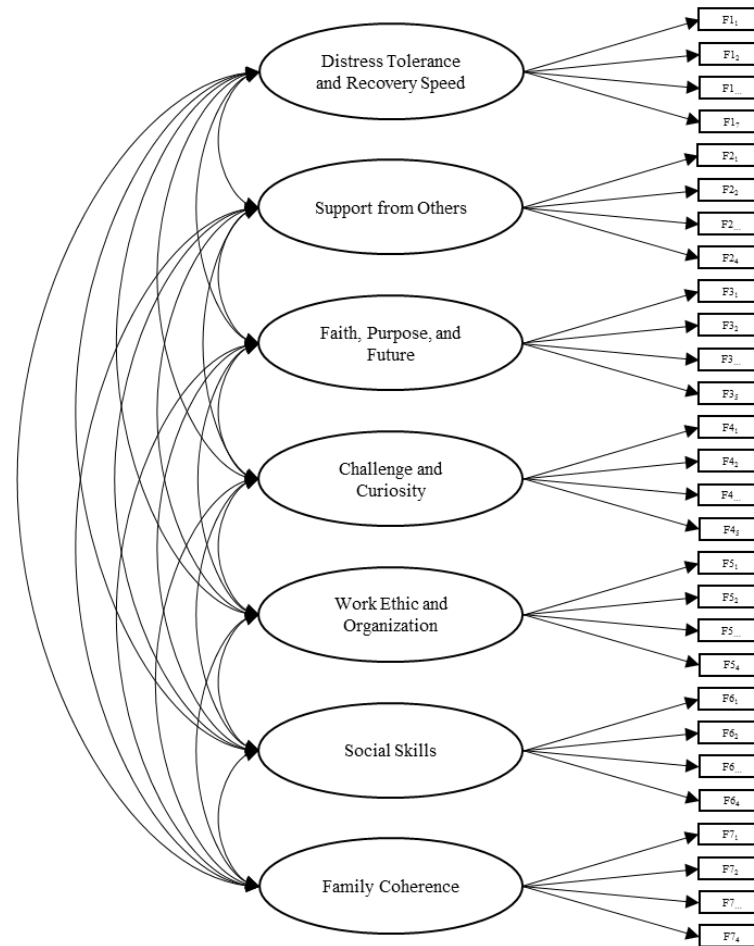 Distress Tolerance
and Recovery Speed
F1₁
F1₂
F1...
F1₇
Support from Others
F2₁
F2₂
F2...
F2₄
Faith, Purpose, and
Future
F3₁
F3₂
F3...
F3₅
Challenge and
Curiosity
F4₁
F4₂
F4...
F4₅
Work Ethic and
Organization
F5₁
F5₂
F5...
F5₄
Social Skills
F6₁
F6₂
F6...
F6₄
Family Coherence
F7₁
F7₂
F7...
F7₄